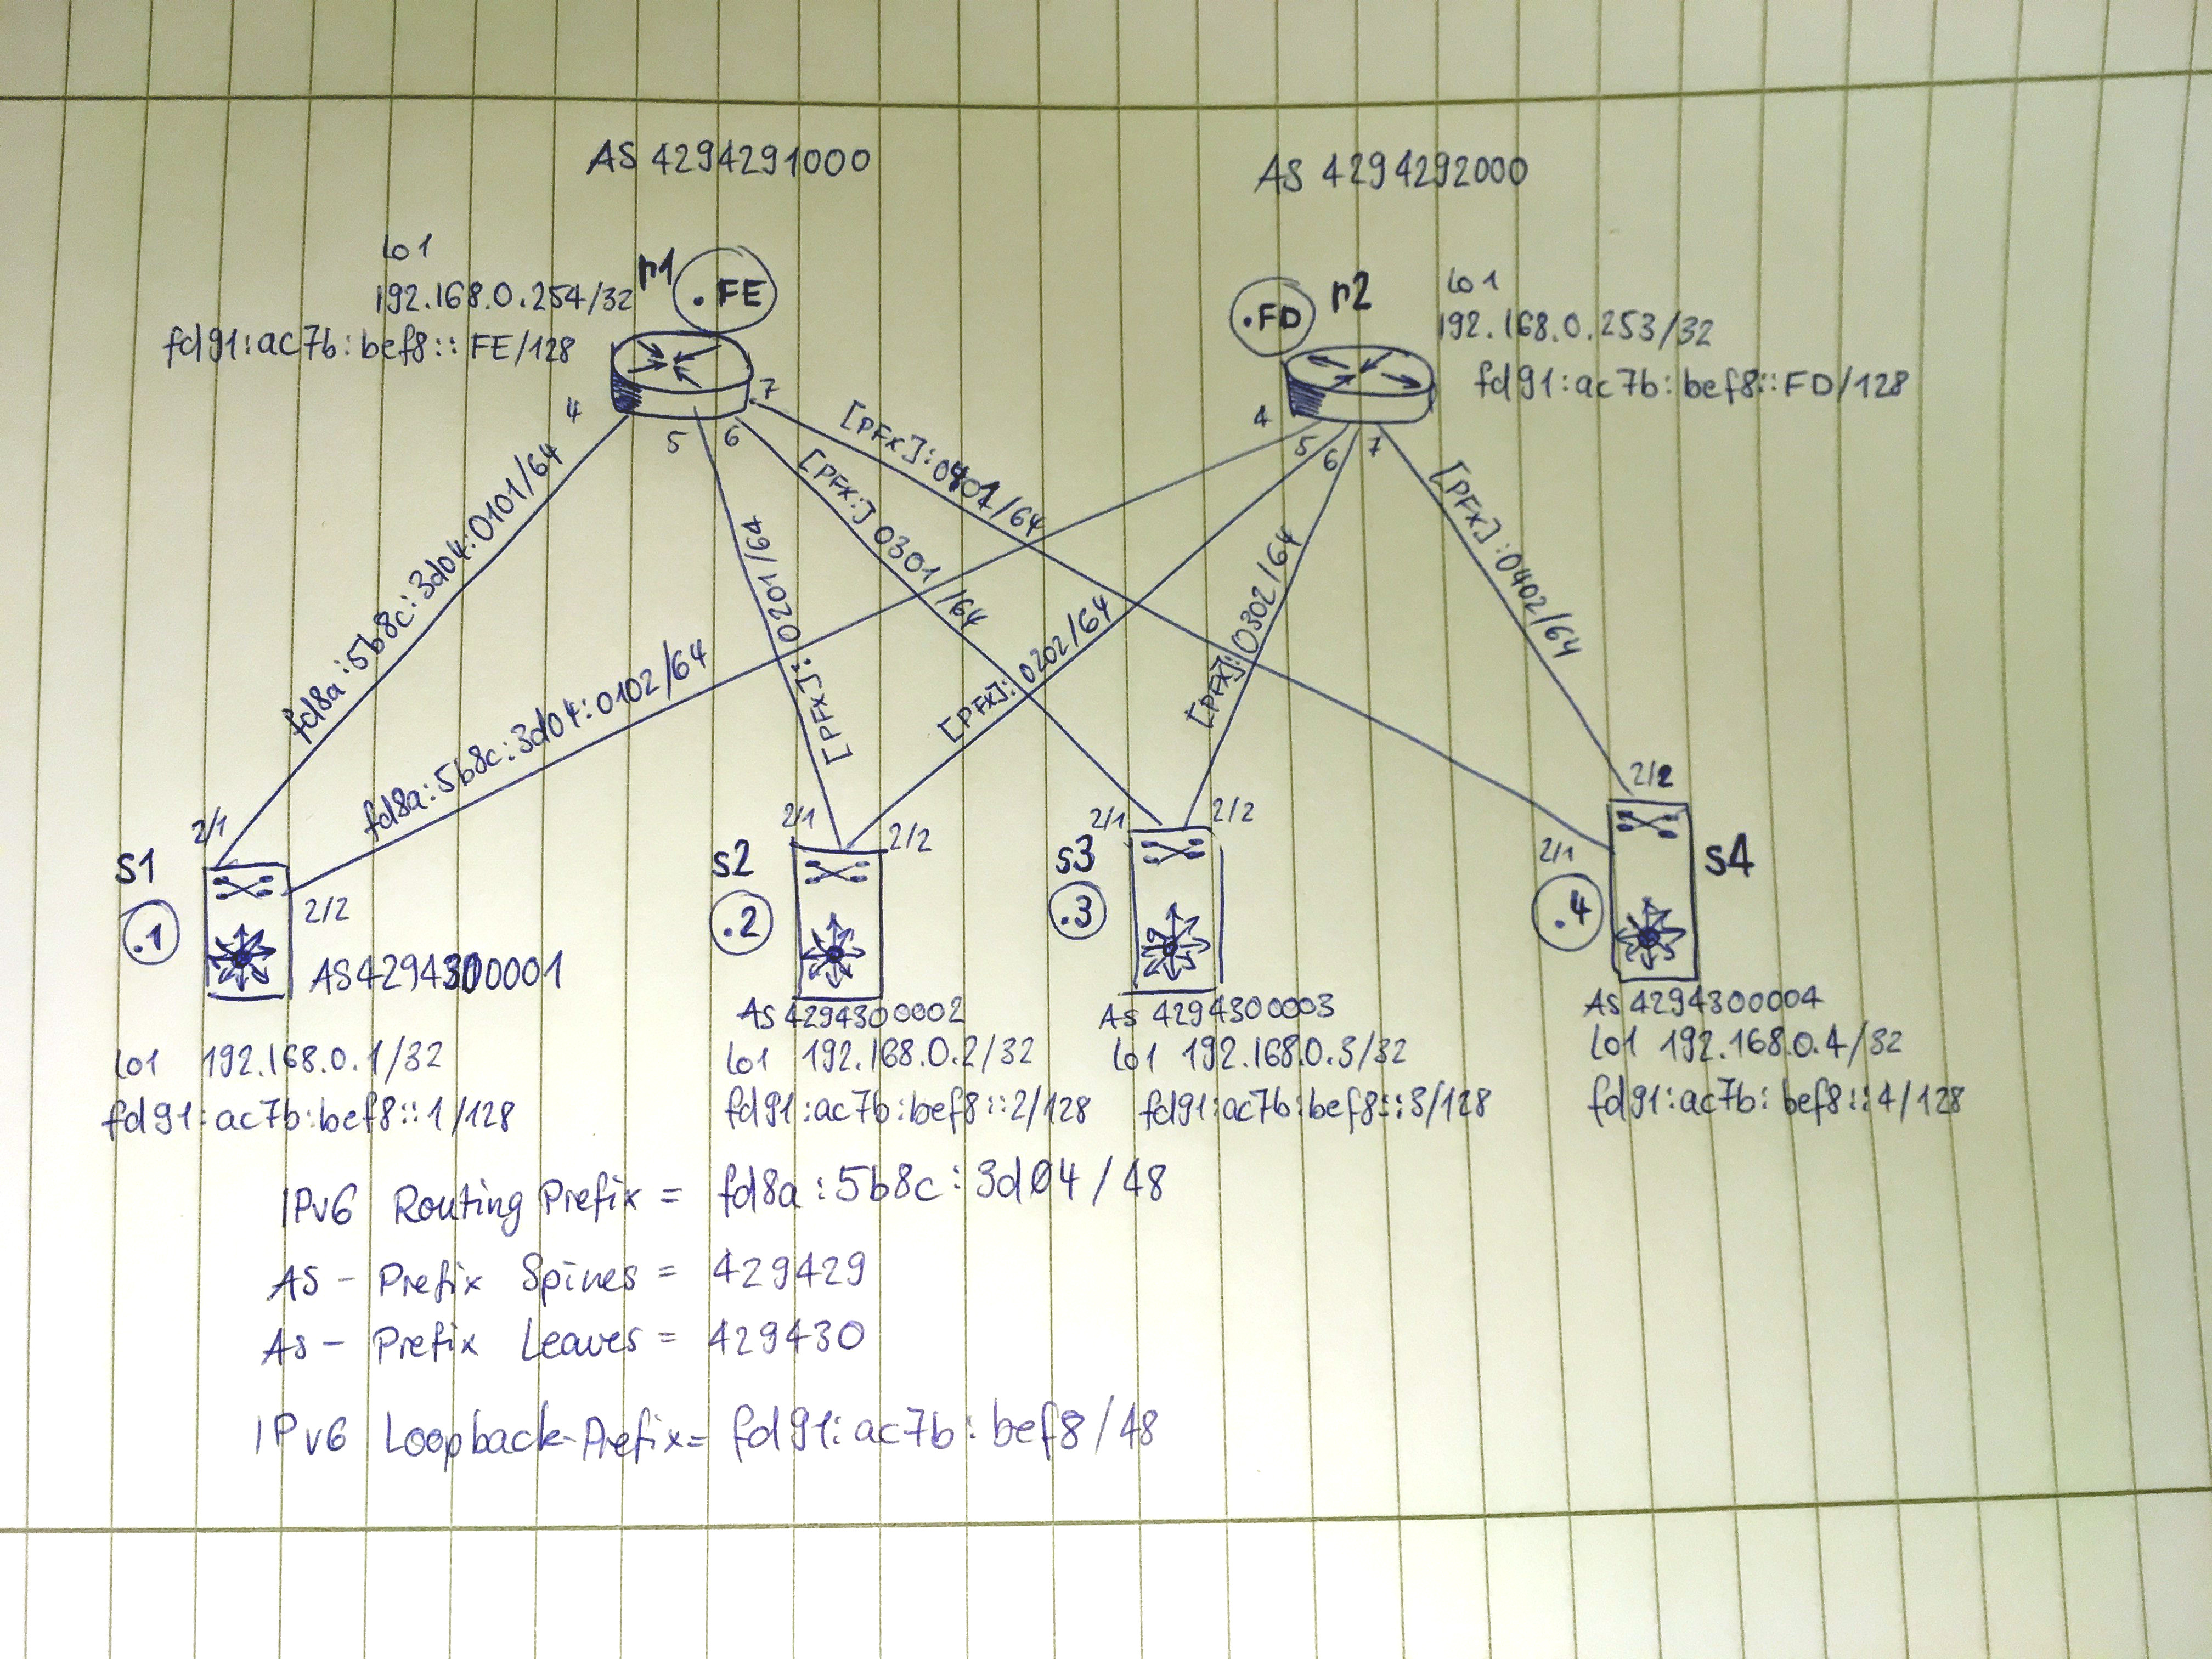 AS 4294291000
AS 4294292000
lo1
192.168.0.254/32
fd91:ac7b:bef8::FE/128
r1
.FE
.FD
r2
lo1
192.168.0.253/32
fd91:ac7b:bef8::FD/128
4
5
6
7
4
5
6
7
fd8a:5b8c:3d04:0101/64
fd8a:5b8c:3d04:0102/64
[PFX]:0201/64
[PFX:] 0301/64
[PFX]:0401/64
[PFX]:0202/64
[PFX]:0302/64
[PFX]:0402/64
2/1
2/2
2/1
2/2
2/1
2/2
2/1
2/2
s1
.1
s2
.2
s3
.3
s4
.4
AS4294300001
lo1 192.168.0.1/32
fd91:ac7b:bef8::1/128
AS 4294300002
lo1 192.168.0.2/32
fd91:ac7b:bef8::2/128
AS 4294300003
lo1 192.168.0.3/32
fd91:ac7b:bef8::3/128
AS 4294300004
lo1 192.168.0.4/32
fd91:ac7b:bef8::4/128
IPv6 Routing Prefix = fd8a:5b8c:3d04/48
AS - Prefix Spines = 429429
AS - Prefix Leaves = 429430
IPv6 Loopback-Prefix= fd91:ac7b:bef8/48